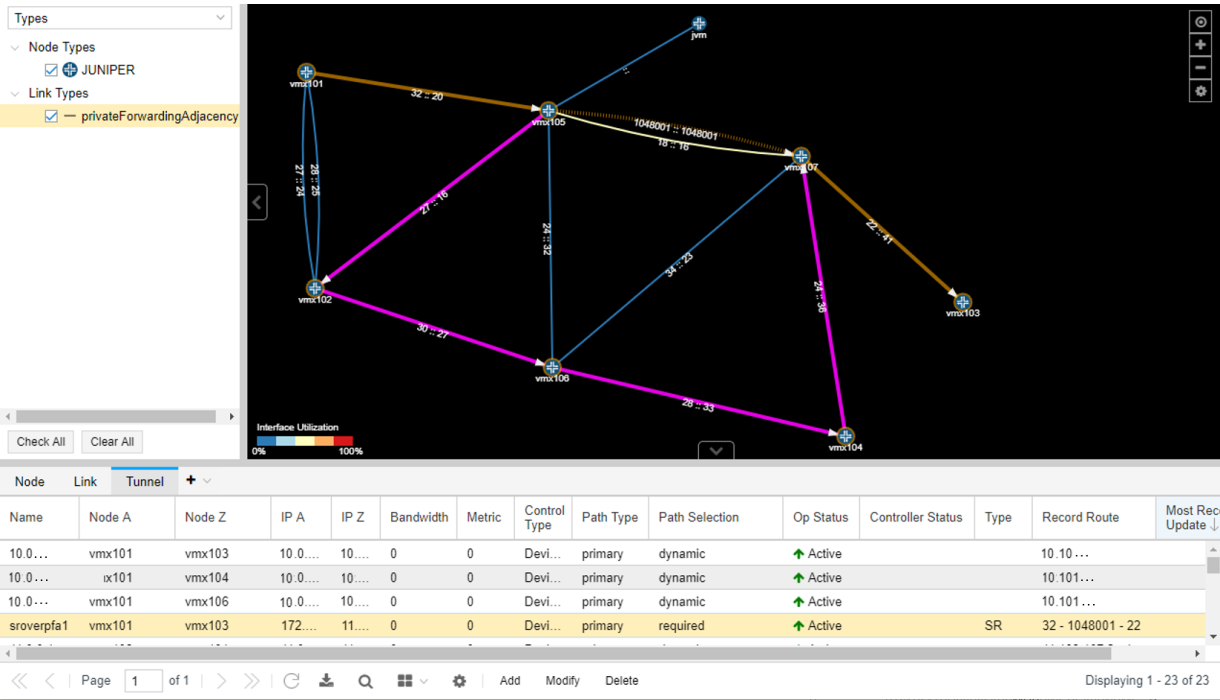 Types
Node Types
JUNIPER
Link Types
privateForwardingAdjacency
Check All
Clear All
jvm
vmx101
32 :: 20
vmx105
::
1048001 :: 1048001
18 :: 16
vmx107
27 :: 24
28 :: 25
27 :: 16
24 :: 32
34 :: 23
22 :: 41
24 :: 36
vmx102
vmx103
30 :: 27
vmx106
28 :: 33
vmx104
Interface Utilization
0% 100%
Node Link Tunnel +
Name Node A Node Z IP A IP Z Bandwidth Metric Control Type Path Type Path Selection Op Status Controller Status Type Record Route Most Rec Update
10.0... vmx101 vmx103 10.0.... 10.... 0 0 Devi... primary dynamic Active 10.10...
10.0... x101 vmx104 10.0.... 10.... 0 0 Devi... primary dynamic Active 10.101...
10.0... vmx101 vmx106 10.0.... 10.... 0 0 Devi... primary dynamic Active 10.101...
sroverpfa1 vmx101 vmx103 172.... 11.... 0 0 Devi... primary required Active SR 32 - 1048001 - 22
Page 1 of 1 Add Modify Delete Displaying 1 - 23 of 23